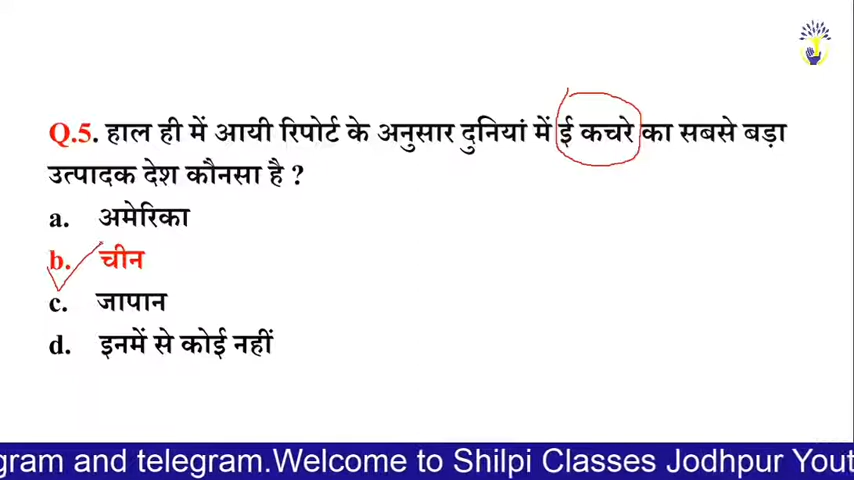 Q.5. हाल ही में आयी रिपोर्ट के अनुसार दुनियां में ई कचरे का सबसे बड़ा
उत्पादक देश कौनसा है ?
a. अमेरिका
b. चीन
c. जापान
d. इनमें से कोई नहीं
gram and telegram.Welcome to Shilpi Classes Jodhpur Yout